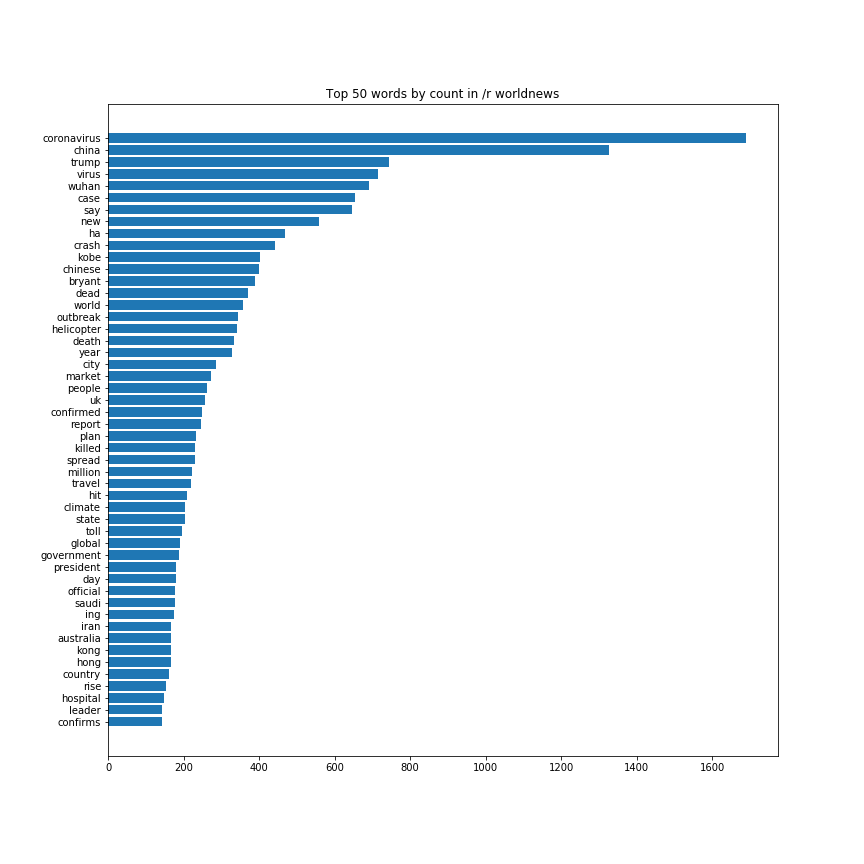 Top 50 words by count in /r worldnews
coronavirus
china
trump
virus
wuhan
case
say
new
ha
crash
kobe
chinese
bryant
dead
world
outbreak
helicopter
death
year
city
market
people
uk
confirmed
report
plan
killed
spread
million
travel
hit
climate
state
toll
global
government
president
day
official
saudi
ing
iran
australia
kong
hong
country
rise
hospital
leader
confirms
0 200 400 600 800 1000 1200 1400 1600